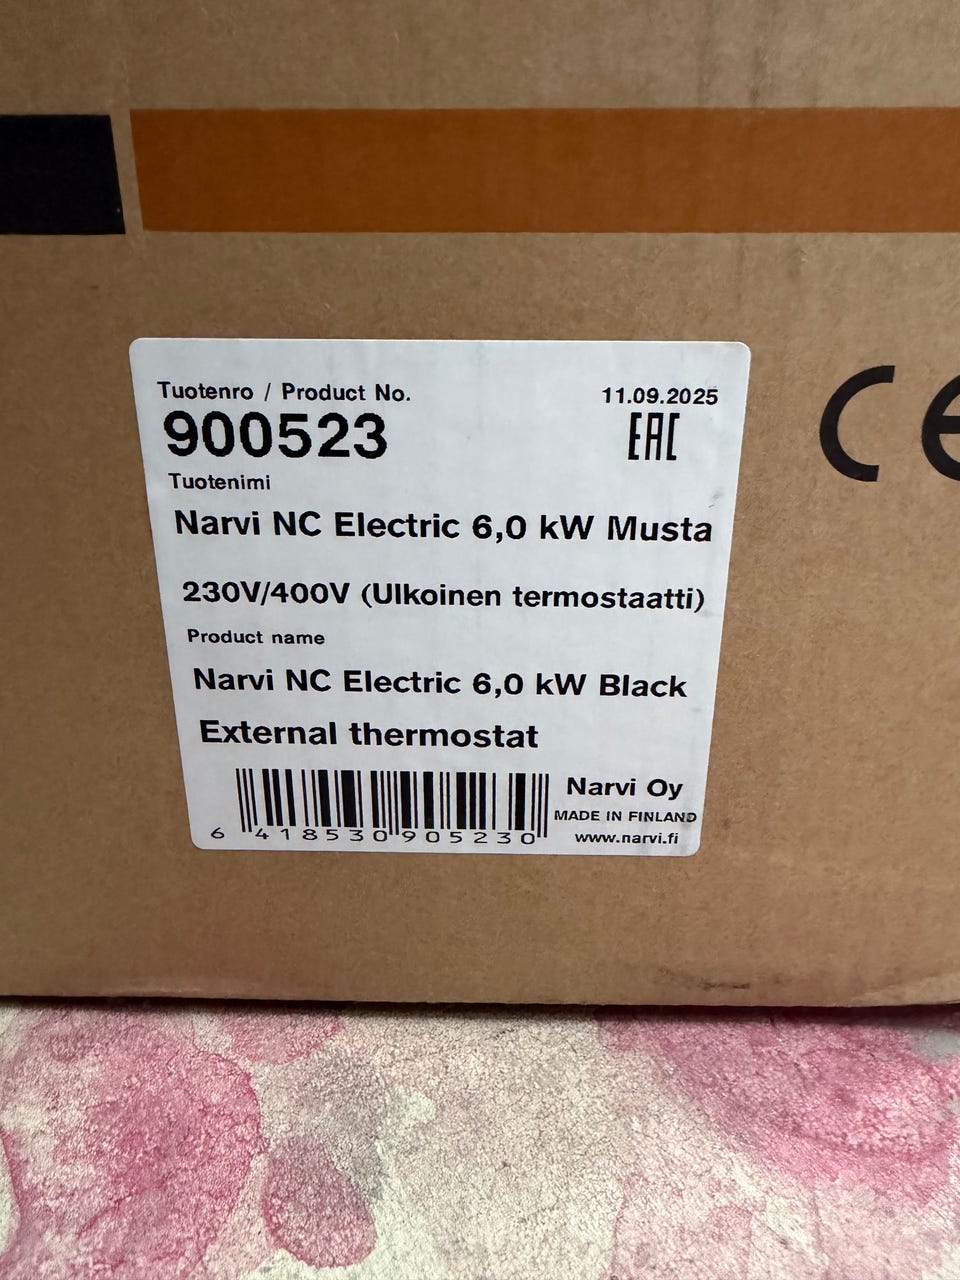 Tuotenro / Product No.
11.09.2025
900523
EAC
Tuotenimi
Narvi NC Electric 6,0 kW Musta
230V/400V (Ulkoinen termostaatti)
Product name
Narvi NC Electric 6,0 kW Black
External thermostat
Narvi Oy
MADE IN FINLAND
www.narvi.fi
6 418530 905230
CE